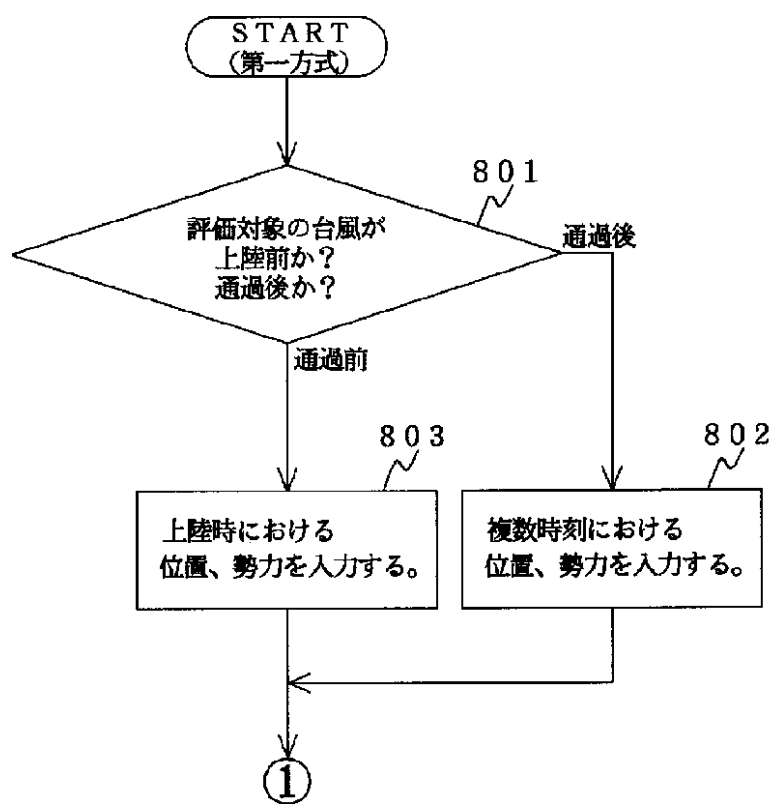 ＳＴＡＲＴ
(第一方式)
８０１
評価対象の台風が
上陸前か？
通過後か？
通過後
通過前
８０３
８０２
上陸時における
位置、勢力を入力する。
複数時刻における
位置、勢力を入力する。
①